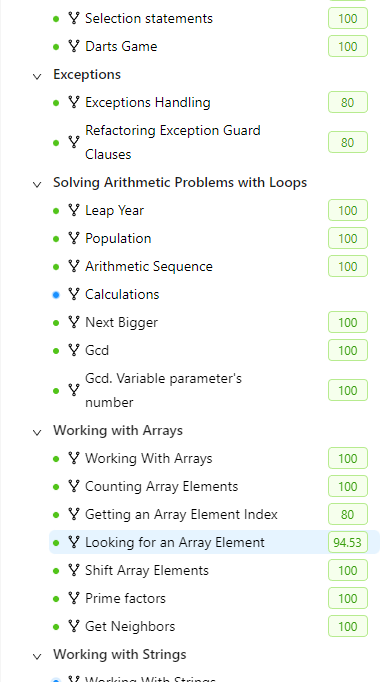 Selection statements 100
Darts Game 100
Exceptions
Exceptions Handling 80
Refactoring Exception Guard
Clauses 80
Solving Arithmetic Problems with Loops
Leap Year 100
Population 100
Arithmetic Sequence 100
Calculations
Next Bigger 100
Gcd 100
Gcd. Variable parameter's
number 100
Working with Arrays
Working With Arrays 100
Counting Array Elements 100
Getting an Array Element Index 80
Looking for an Array Element 94.53
Shift Array Elements 100
Prime factors 100
Get Neighbors 100
Working with Strings
Working With Strings